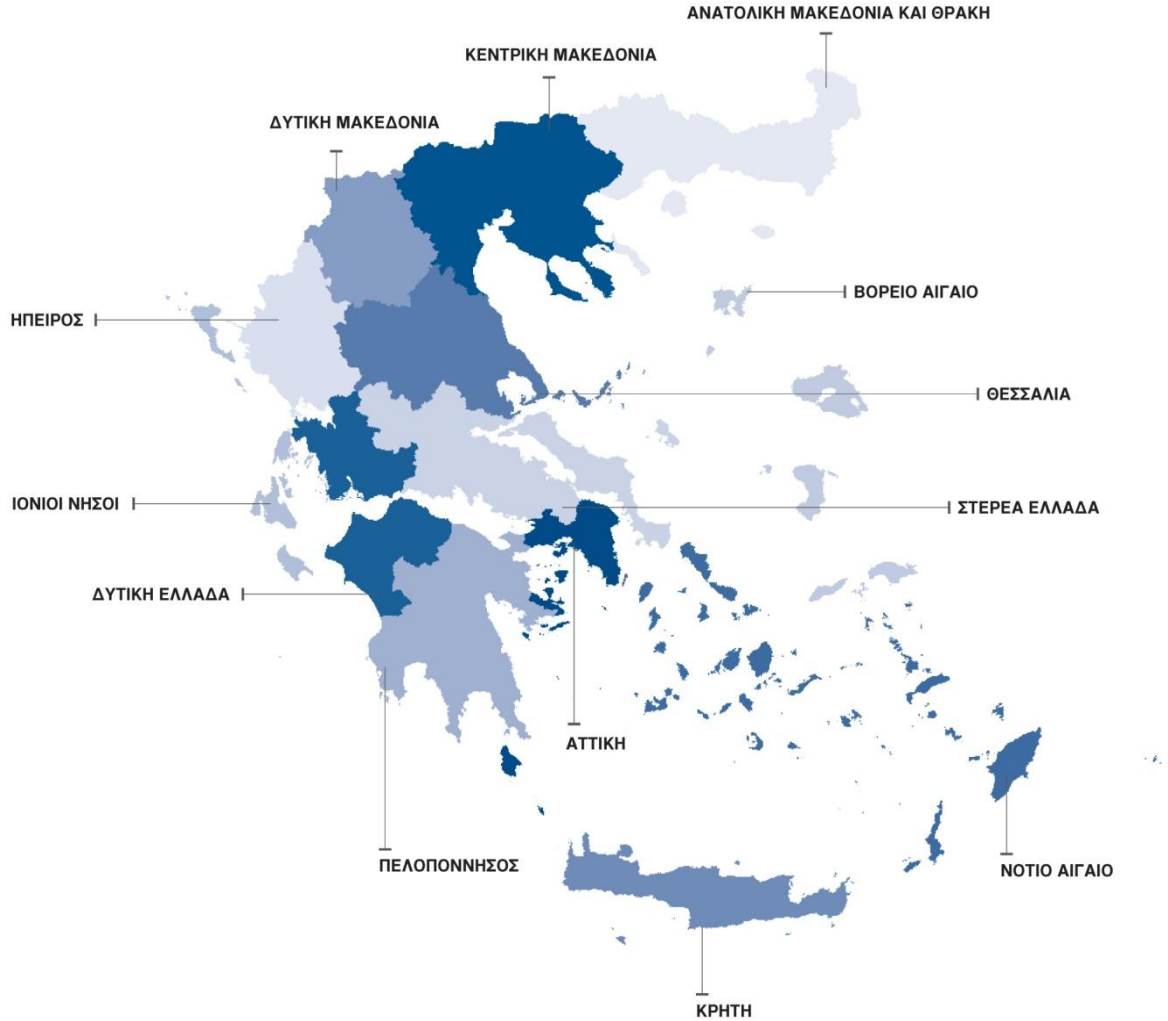 ΑΝΑΤΟΛΙΚΗ ΜΑΚΕΔΟΝΙΑ ΚΑΙ ΘΡΑΚΗ
ΚΕΝΤΡΙΚΗ ΜΑΚΕΔΟΝΙΑ
ΔΥΤΙΚΗ ΜΑΚΕΔΟΝΙΑ
ΒΟΡΕΙΟ ΑΙΓΑΙΟ
ΗΠΕΙΡΟΣ
ΘΕΣΣΑΛΙΑ
ΙΟΝΙΟΙ ΝΗΣΟΙ
ΣΤΕΡΕΑ ΕΛΛΑΔΑ
ΔΥΤΙΚΗ ΕΛΛΑΔΑ
ΑΤΤΙΚΗ
ΠΕΛΟΠΟΝΝΗΣΟΣ
ΝΟΤΙΟ ΑΙΓΑΙΟ
ΚΡΗΤΗ